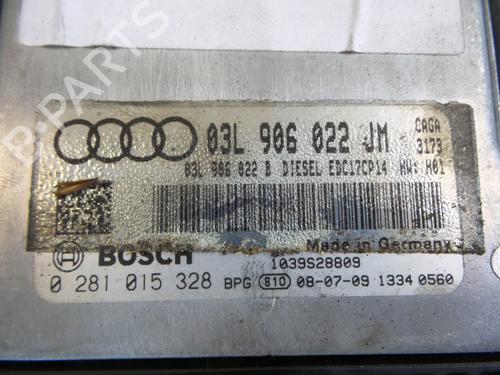 03L 906 022 JM CAGA
3173
03L 906 022 B DIESEL EDC17CP14 HW: H01
Made in Germany
BOSCH 1039S28809
0 281 015 328 BPG 810 08-07-09 1334 0560
B-Parts